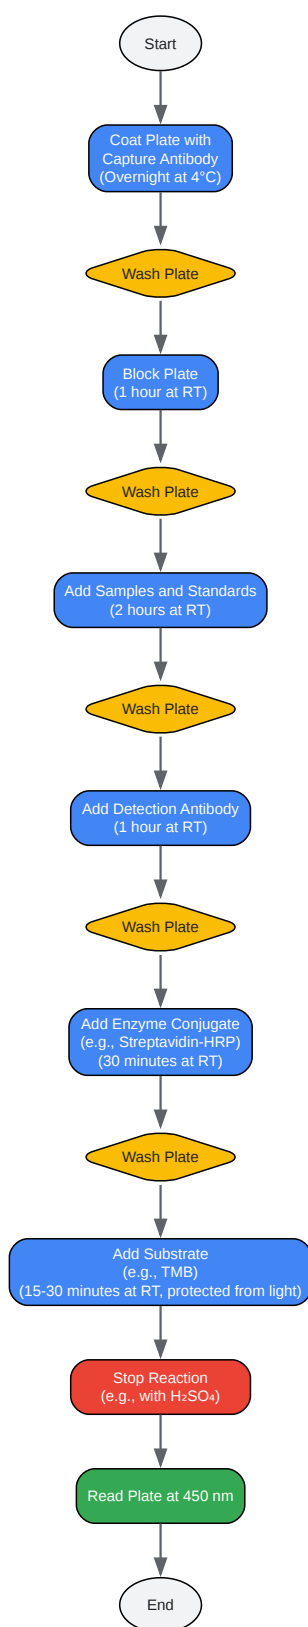 Start
Coat Plate with
Capture Antibody
(Overnight at 4°C)
Wash Plate
Block Plate
(1 hour at RT)
Wash Plate
Add Samples and Standards
(2 hours at RT)
Wash Plate
Add Detection Antibody
(1 hour at RT)
Wash Plate
Add Enzyme Conjugate
(e.g., Streptavidin-HRP)
(30 minutes at RT)
Wash Plate
Add Substrate
(e.g., TMB)
(15-30 minutes at RT, protected from light)
Stop Reaction
(e.g., with H₂SO₄)
Read Plate at 450 nm
End